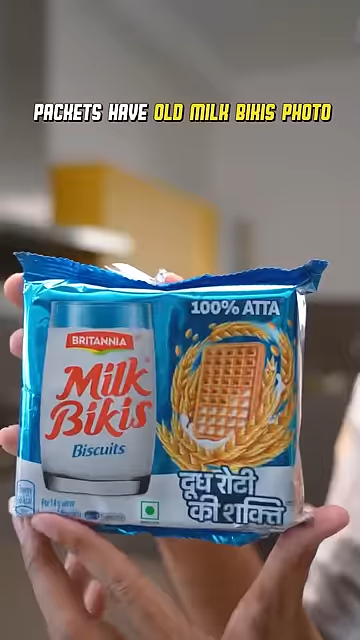 PACKETS HAVE OLD MILK BIKIS PHOTO
100% ATTA
BRITANNIA
Milk
Bikis
Biscuits
दूध रोटी
की शक्ति